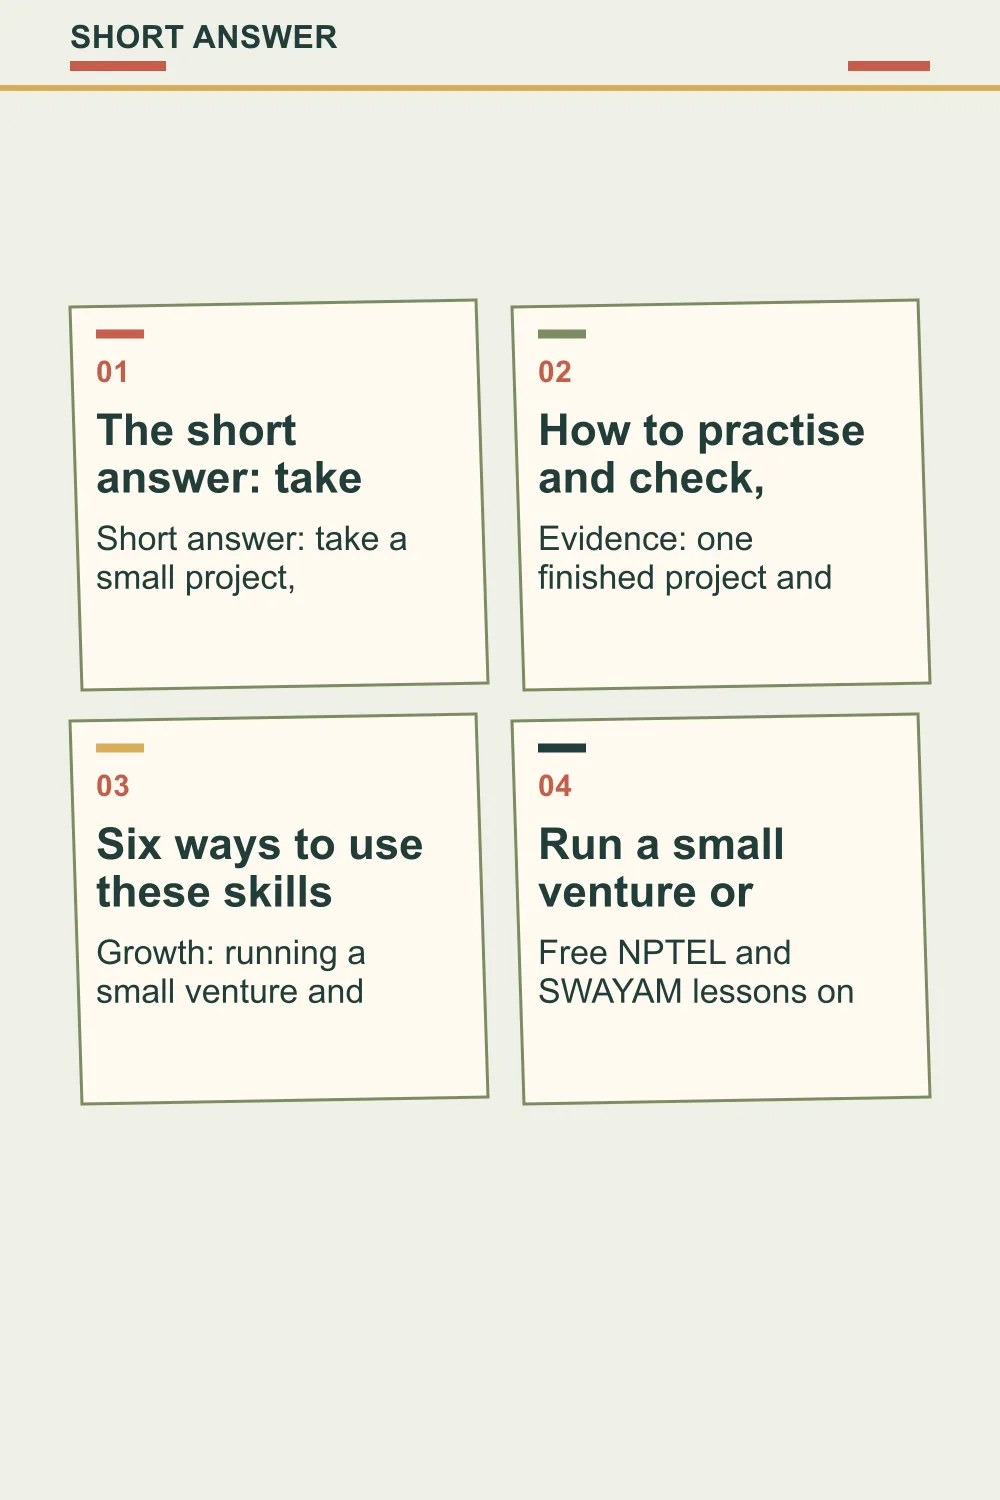 SHORT ANSWER
01
The short
answer: take
Short answer: take a
small project,
02
How to practise
and check,
Evidence: one
finished project and
03
Six ways to use
these skills
Growth: running a
small venture and
04
Run a small
venture or
Free NPTEL and
SWAYAM lessons on